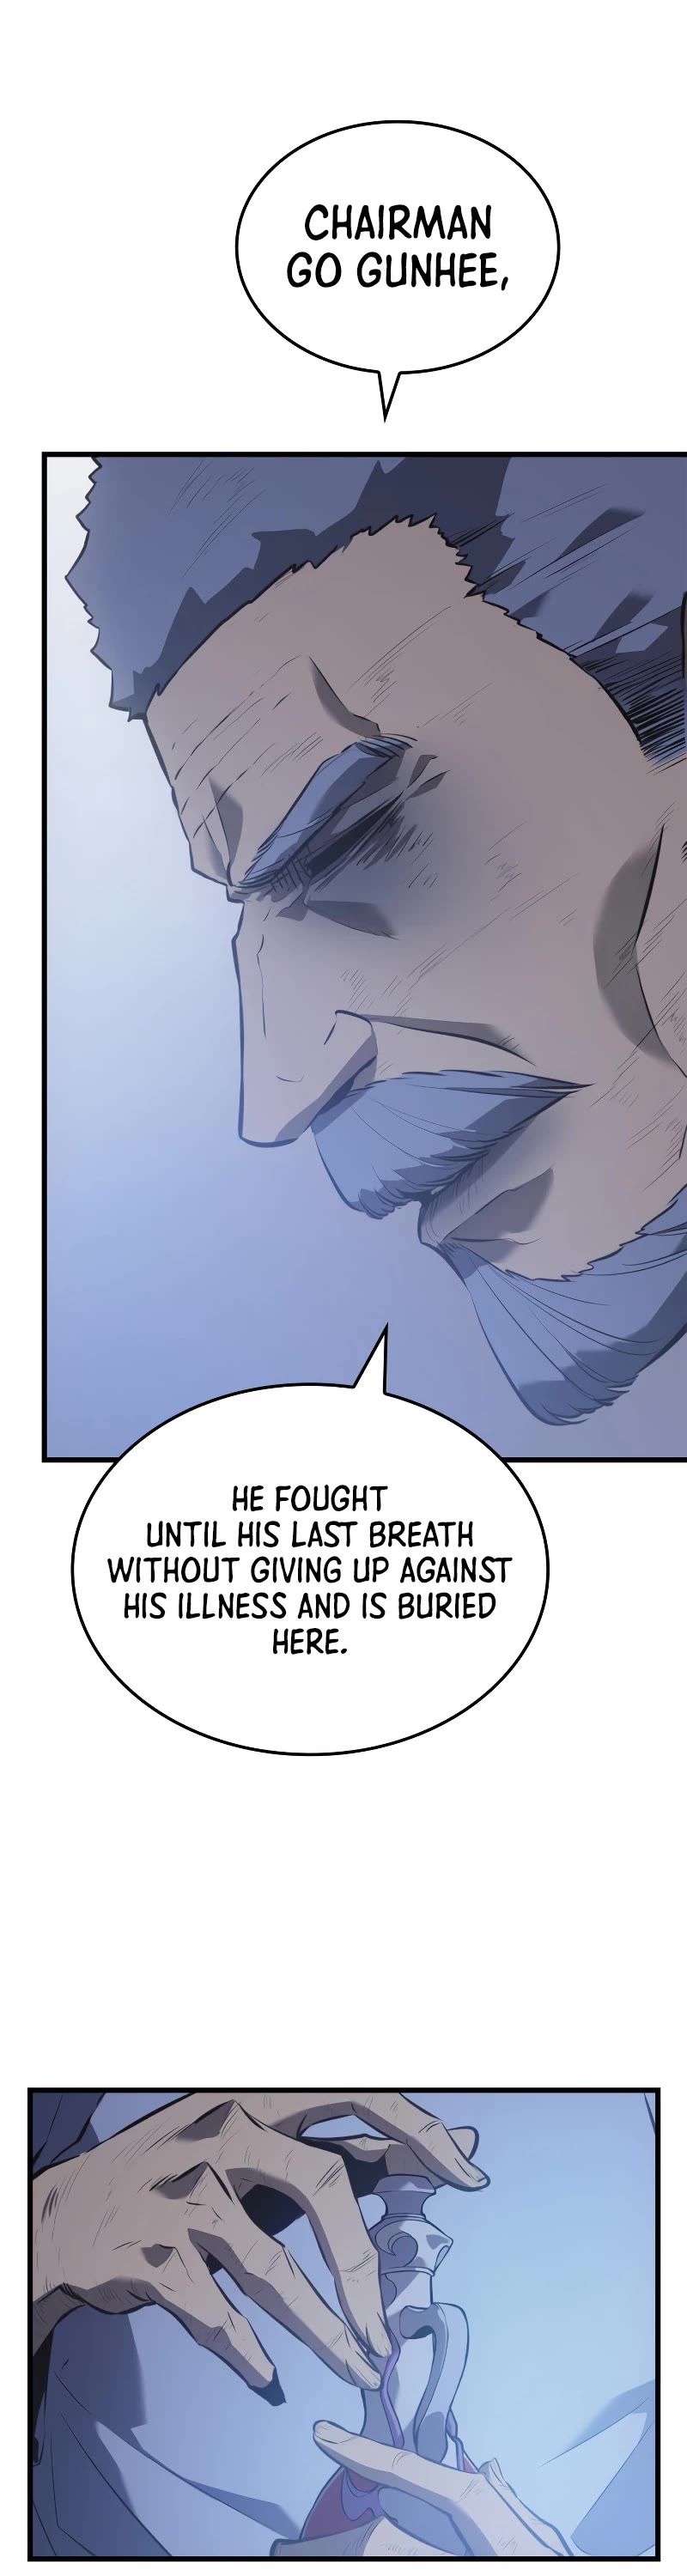 CHAIRMAN
GO GUNHEE,
HE FOUGHT
UNTIL HIS LAST BREATH
WITHOUT GIVING UP AGAINST
HIS ILLNESS AND IS BURIED
HERE.